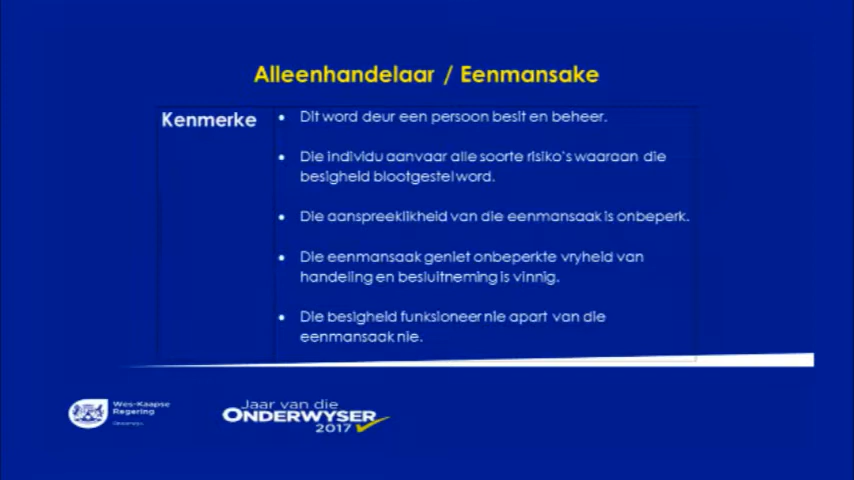 Alleenhandelaar / Eenmansake
Kenmerke
• Dit word deur een persoon besit en beheer.
• Die individu aanvaar alle soorte risiko's waaraan die
besigheid blootgestel word.
• Die aanspreeklikheid van die eenmansaak is onbeperk.
• Die eenmansaak geniet onbeperkte vryheid van
handeling en besluitneming is vinnig.
• Die besigheid funksioneer nie apart van die
eenmansaak nie.
Wes-Kaapse
Regering
Jaar van die
ONDERWYSER
2017